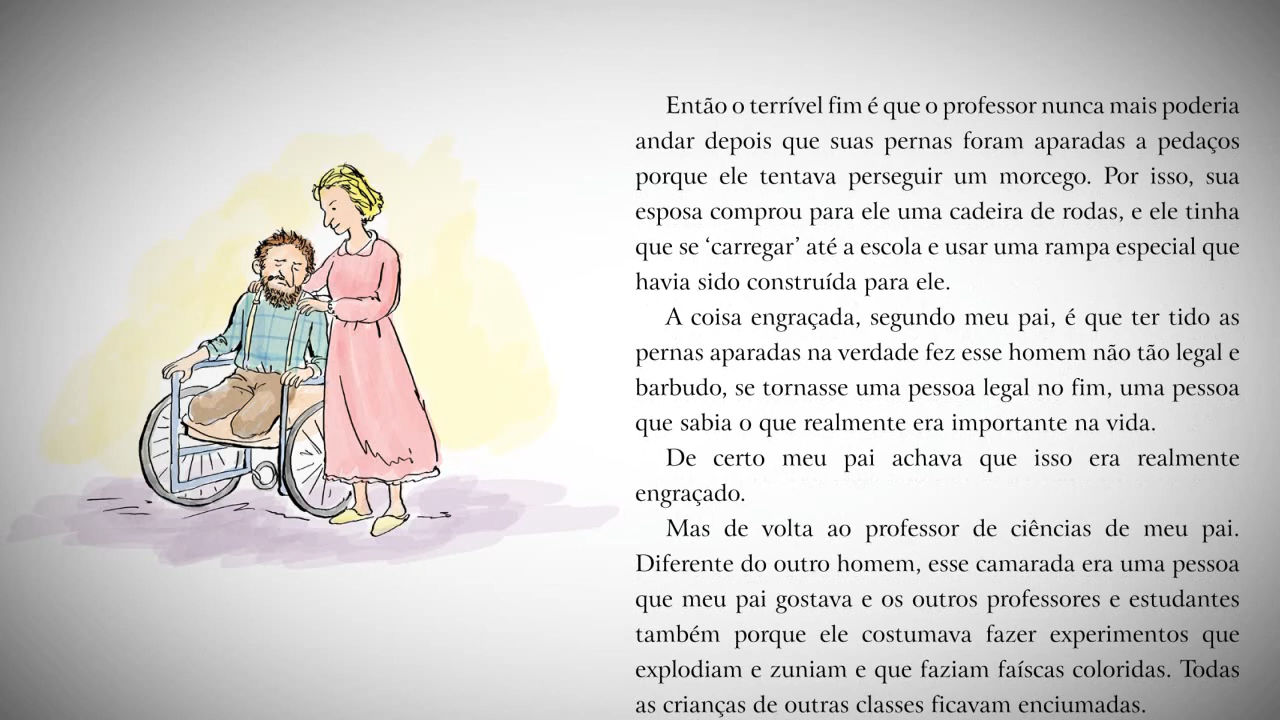 Então o terrível fim é que o professor nunca mais poderia
andar depois que suas pernas foram aparadas a pedaços
porque ele tentava perseguir um morcego. Por isso, sua
esposa comprou para ele uma cadeira de rodas, e ele tinha
que se ‘carregar’ até a escola e usar uma rampa especial que
havia sido construída para ele.
A coisa engraçada, segundo meu pai, é que ter tido as
pernas aparadas na verdade fez esse homem não tão legal e
barbudo, se tornasse uma pessoa legal no fim, uma pessoa
que sabia o que realmente era importante na vida.
De certo meu pai achava que isso era realmente
engraçado.
Mas de volta ao professor de ciências de meu pai.
Diferente do outro homem, esse camarada era uma pessoa
que meu pai gostava e os outros professores e estudantes
também porque ele costumava fazer experimentos que
explodiam e zuniam e que faziam faíscas coloridas. Todas
as crianças de outras classes ficavam enciumadas.